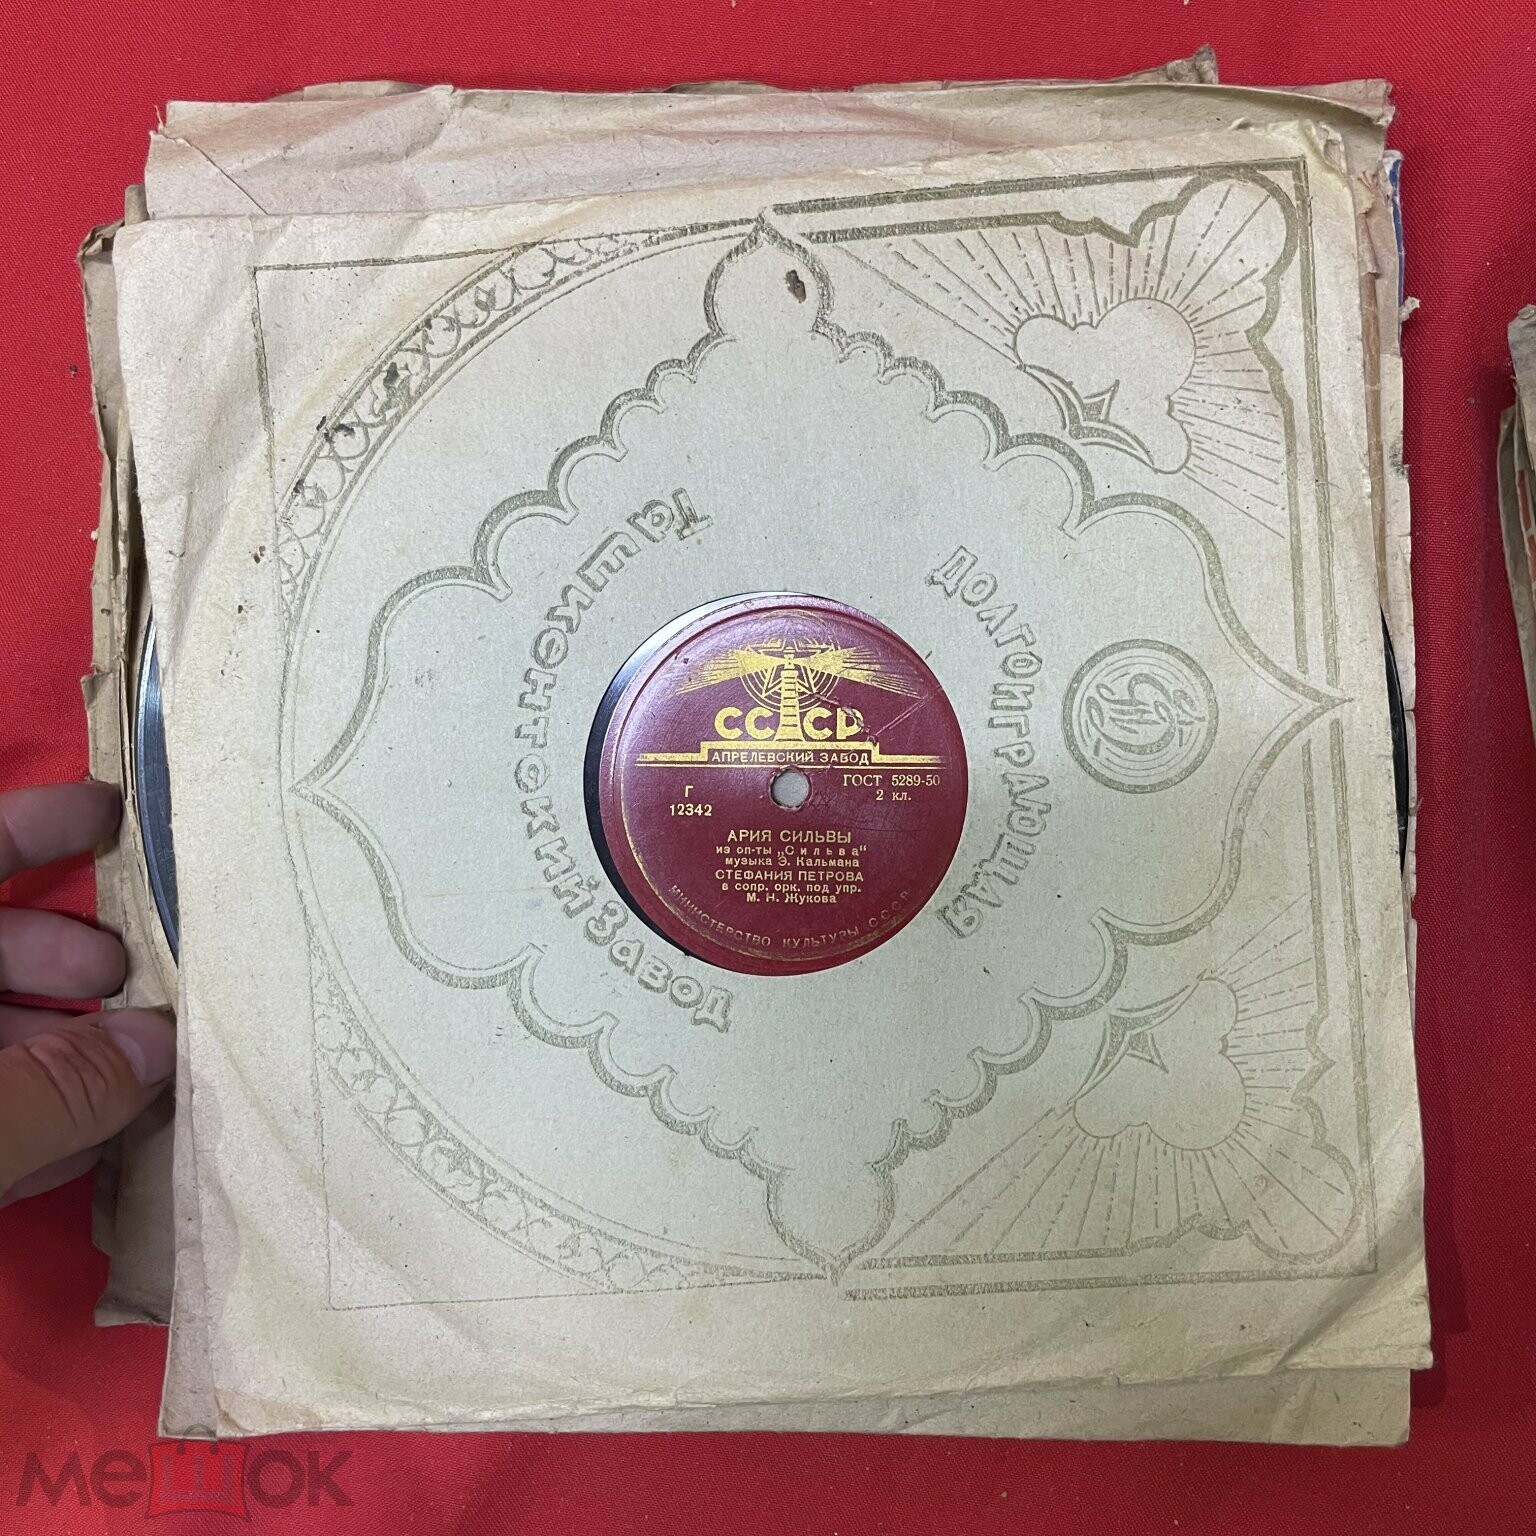 Ташкентский завод
Долгоиграющая
СССР
АПРЕЛЕВСКИЙ ЗАВОД
Г
12342
ГОСТ 5289-50
2 кл.
АРИЯ СИЛЬВЫ
из оп-ты „Сильва“
музыка Э. Кальмана
СТЕФАНИЯ ПЕТРОВА
в сопр. орк. под упр.
М. Н. Жукова
МИНИСТЕРСТВО КУЛЬТУРЫ СССР
мешок